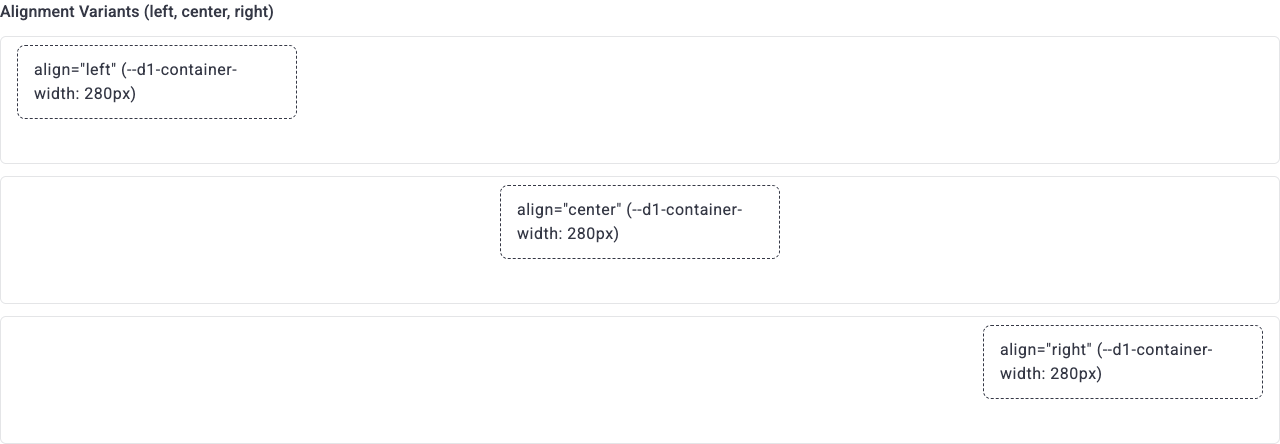 Alignment Variants (left, center, right)
align="left" (--d1-container-
width: 280px)
align="center" (--d1-container-
width: 280px)
align="right" (--d1-container-
width: 280px)